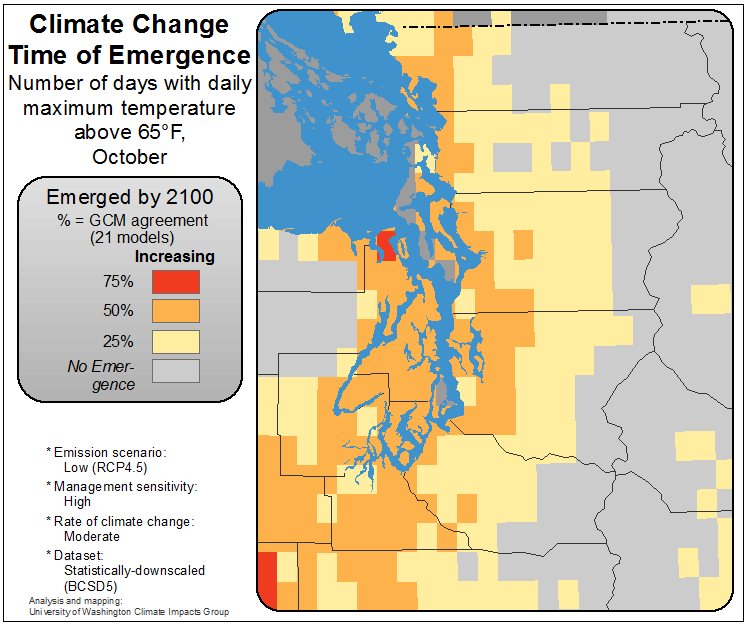 Climate Change
Time of Emergence
Number of days with daily
maximum temperature
above 65°F,
October
Emerged by 2100
% = GCM agreement
(21 models)
Increasing
75%
50%
25%
No Emer-
gence
* Emission scenario:
Low (RCP4.5)
* Management sensitivity:
High
* Rate of climate change:
Moderate
* Dataset:
Statistically-downscaled
(BCSD5)
Analysis and mapping:
University of Washington Climate Impacts Group